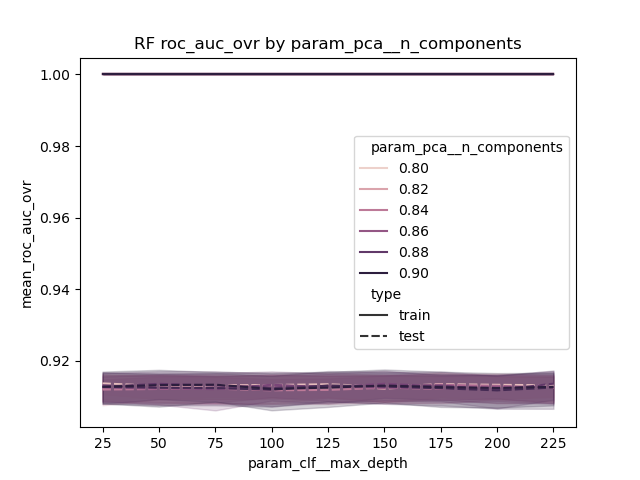 RF roc_auc_ovr by param_pca__n_components
mean_roc_auc_ovr
1.00
0.98
0.96
0.94
0.92
param_pca__n_components
0.80
0.82
0.84
0.86
0.88
0.90
type
train
test
25 50 75 100 125 150 175 200 225
param_clf__max_depth